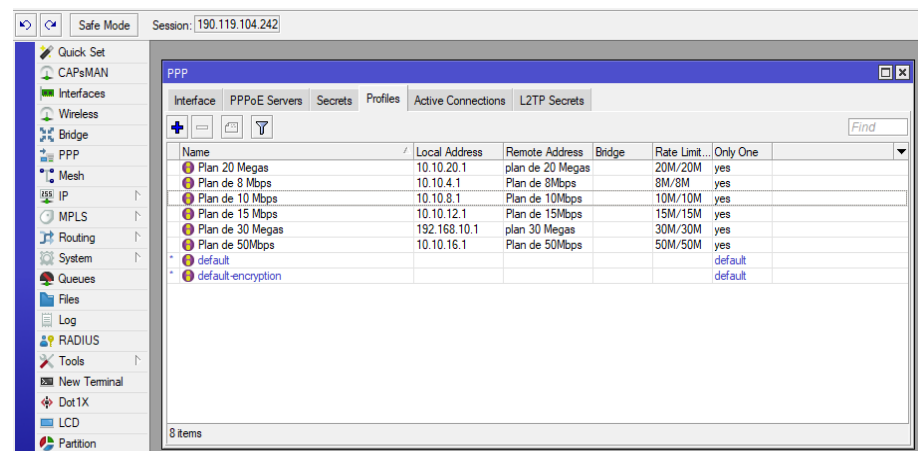 Safe Mode Session: 190.119.104.242
Quick Set
CAPsMAN
Interfaces
Wireless
Bridge
PPP
Mesh
IP
MPLS
Routing
System
Queues
Files
Log
RADIUS
Tools
New Terminal
Dot1X
LCD
Partition
PPP
Interface PPPoE Servers Secrets Profiles Active Connections L2TP Secrets
Find
Name / Local Address Remote Address Bridge Rate Limit... Only One
Plan 20 Megas 10.10.20.1 plan de 20 Megas 20M/20M yes
Plan de 8 Mbps 10.10.4.1 Plan de 8Mbps 8M/8M yes
Plan de 10 Mbps 10.10.8.1 Plan de 10Mbps 10M/10M yes
Plan de 15 Mbps 10.10.12.1 Plan de 15Mbps 15M/15M yes
Plan de 30 Megas 192.168.10.1 plan 30 Megas 30M/30M yes
Plan de 50Mbps 10.10.16.1 Plan de 50Mbps 50M/50M yes
* default default
* default-encryption default
8 items